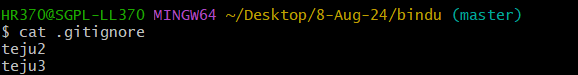 HR370@SGPL-LL370 MINGW64 ~/Desktop/8-Aug-24/bindu (master)
$ cat .gitignore
teju2
teju3